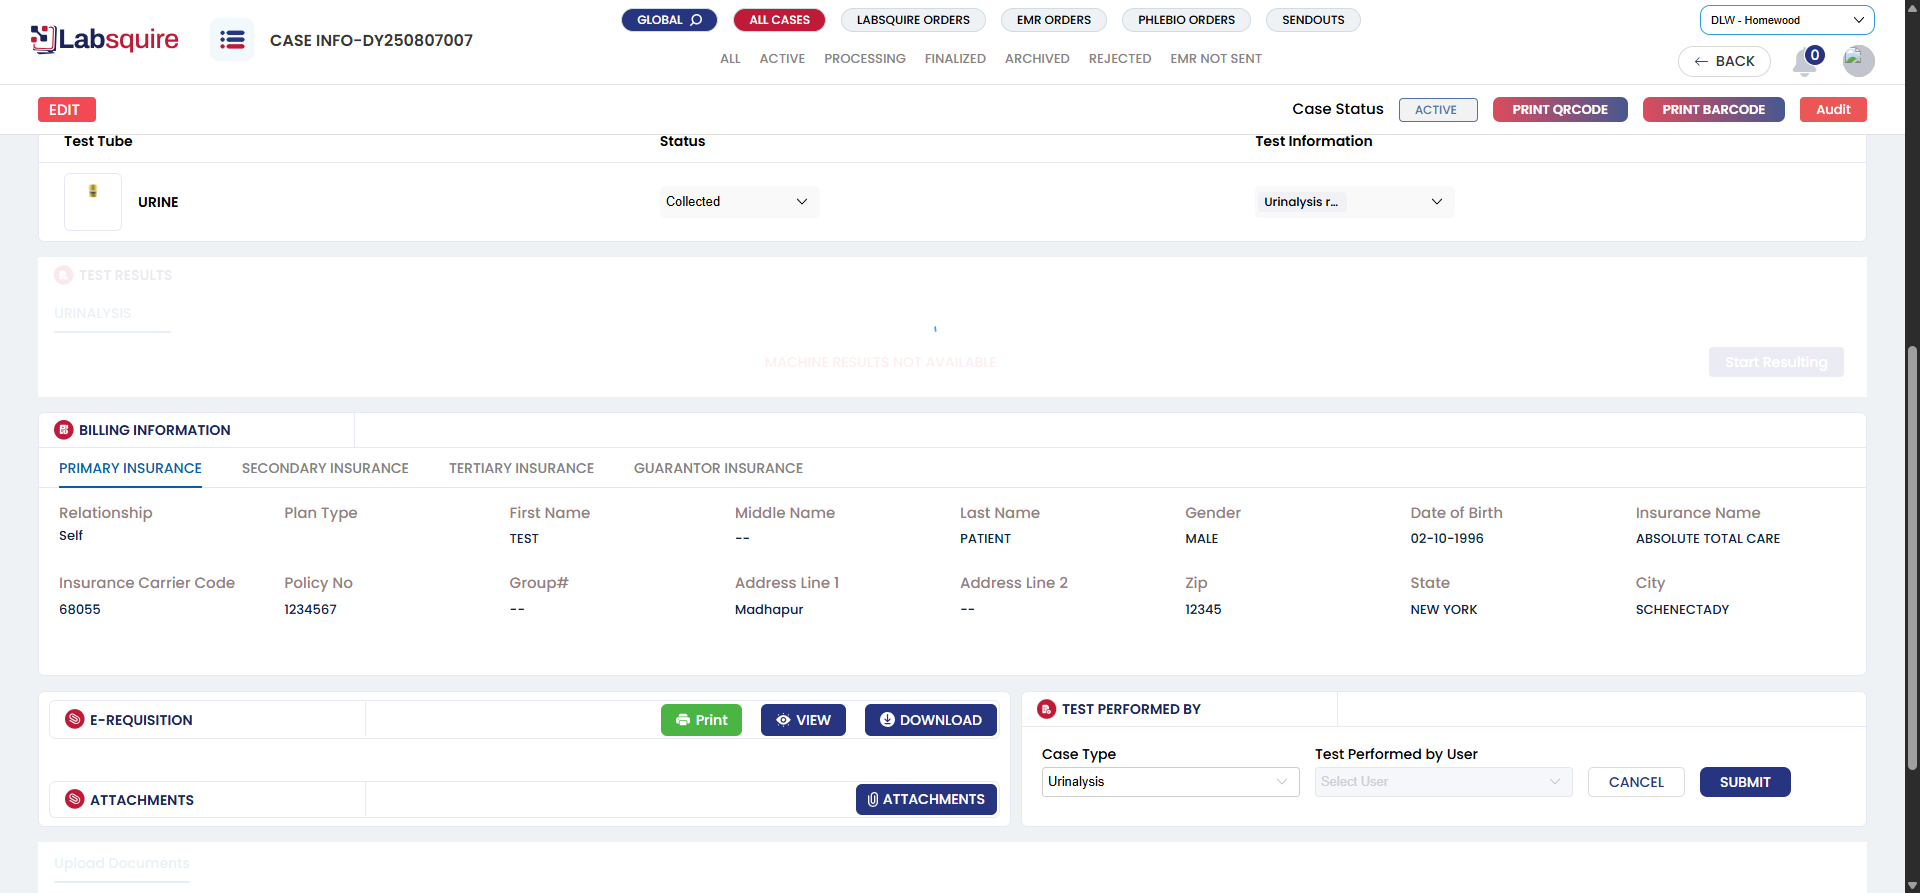 Labsquire
CASE INFO-DY250807007
GLOBAL
ALL CASES
LABSQUIRE ORDERS
EMR ORDERS
PHLEBIO ORDERS
SENDOUTS
DLW - Homewood
ALL
ACTIVE
PROCESSING
FINALIZED
ARCHIVED
REJECTED
EMR NOT SENT
BACK
0
EDIT
Case Status
ACTIVE
PRINT QRCODE
PRINT BARCODE
Audit
Test Tube
Status
Test Information
URINE
Collected
Urinalysis r...
TEST RESULTS
URINALYSIS
MACHINE RESULTS NOT AVAILABLE
Start Resulting
BILLING INFORMATION
PRIMARY INSURANCE
SECONDARY INSURANCE
TERTIARY INSURANCE
GUARANTOR INSURANCE
Relationship
Plan Type
First Name
Middle Name
Last Name
Gender
Date of Birth
Insurance Name
Self
TEST
--
PATIENT
MALE
02-10-1996
ABSOLUTE TOTAL CARE
Insurance Carrier Code
Policy No
Group#
Address Line 1
Address Line 2
Zip
State
City
68055
1234567
--
Madhapur
--
12345
NEW YORK
SCHENECTADY
E-REQUISITION
Print
VIEW
DOWNLOAD
ATTACHMENTS
ATTACHMENTS
TEST PERFORMED BY
Case Type
Test Performed by User
Urinalysis
Select User
CANCEL
SUBMIT
Upload Documents